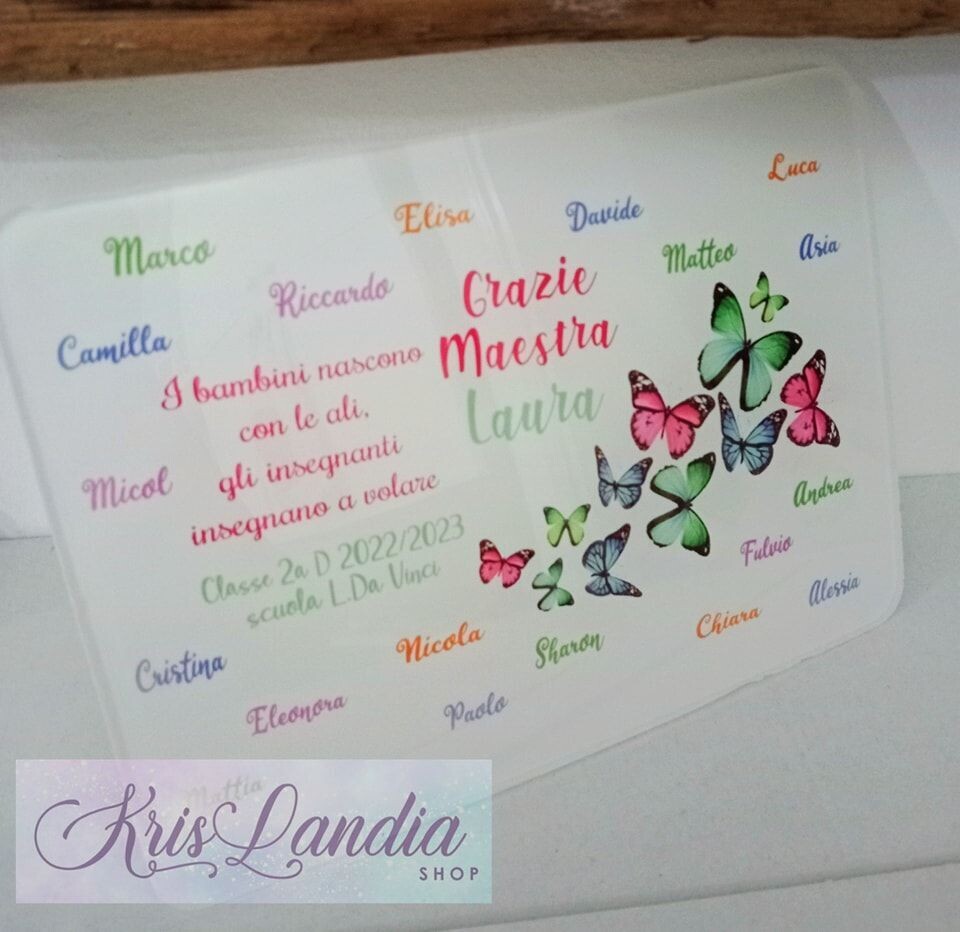 Luca
Elisa
Davide
Marco
Matteo
Asia
Riccardo
Camilla
Grazie
Maestra
Laura
I bambini nascono
con le ali,
gli insegnanti
insegnano a volare
Micol
Andrea
Classe 2a D 2022/2023
scuola L.Da Vinci
Fulvio
Alessia
Chiara
Nicola
Sharon
Cristina
Eleonora
Paolo
Mattia
KrisLandia
SHOP